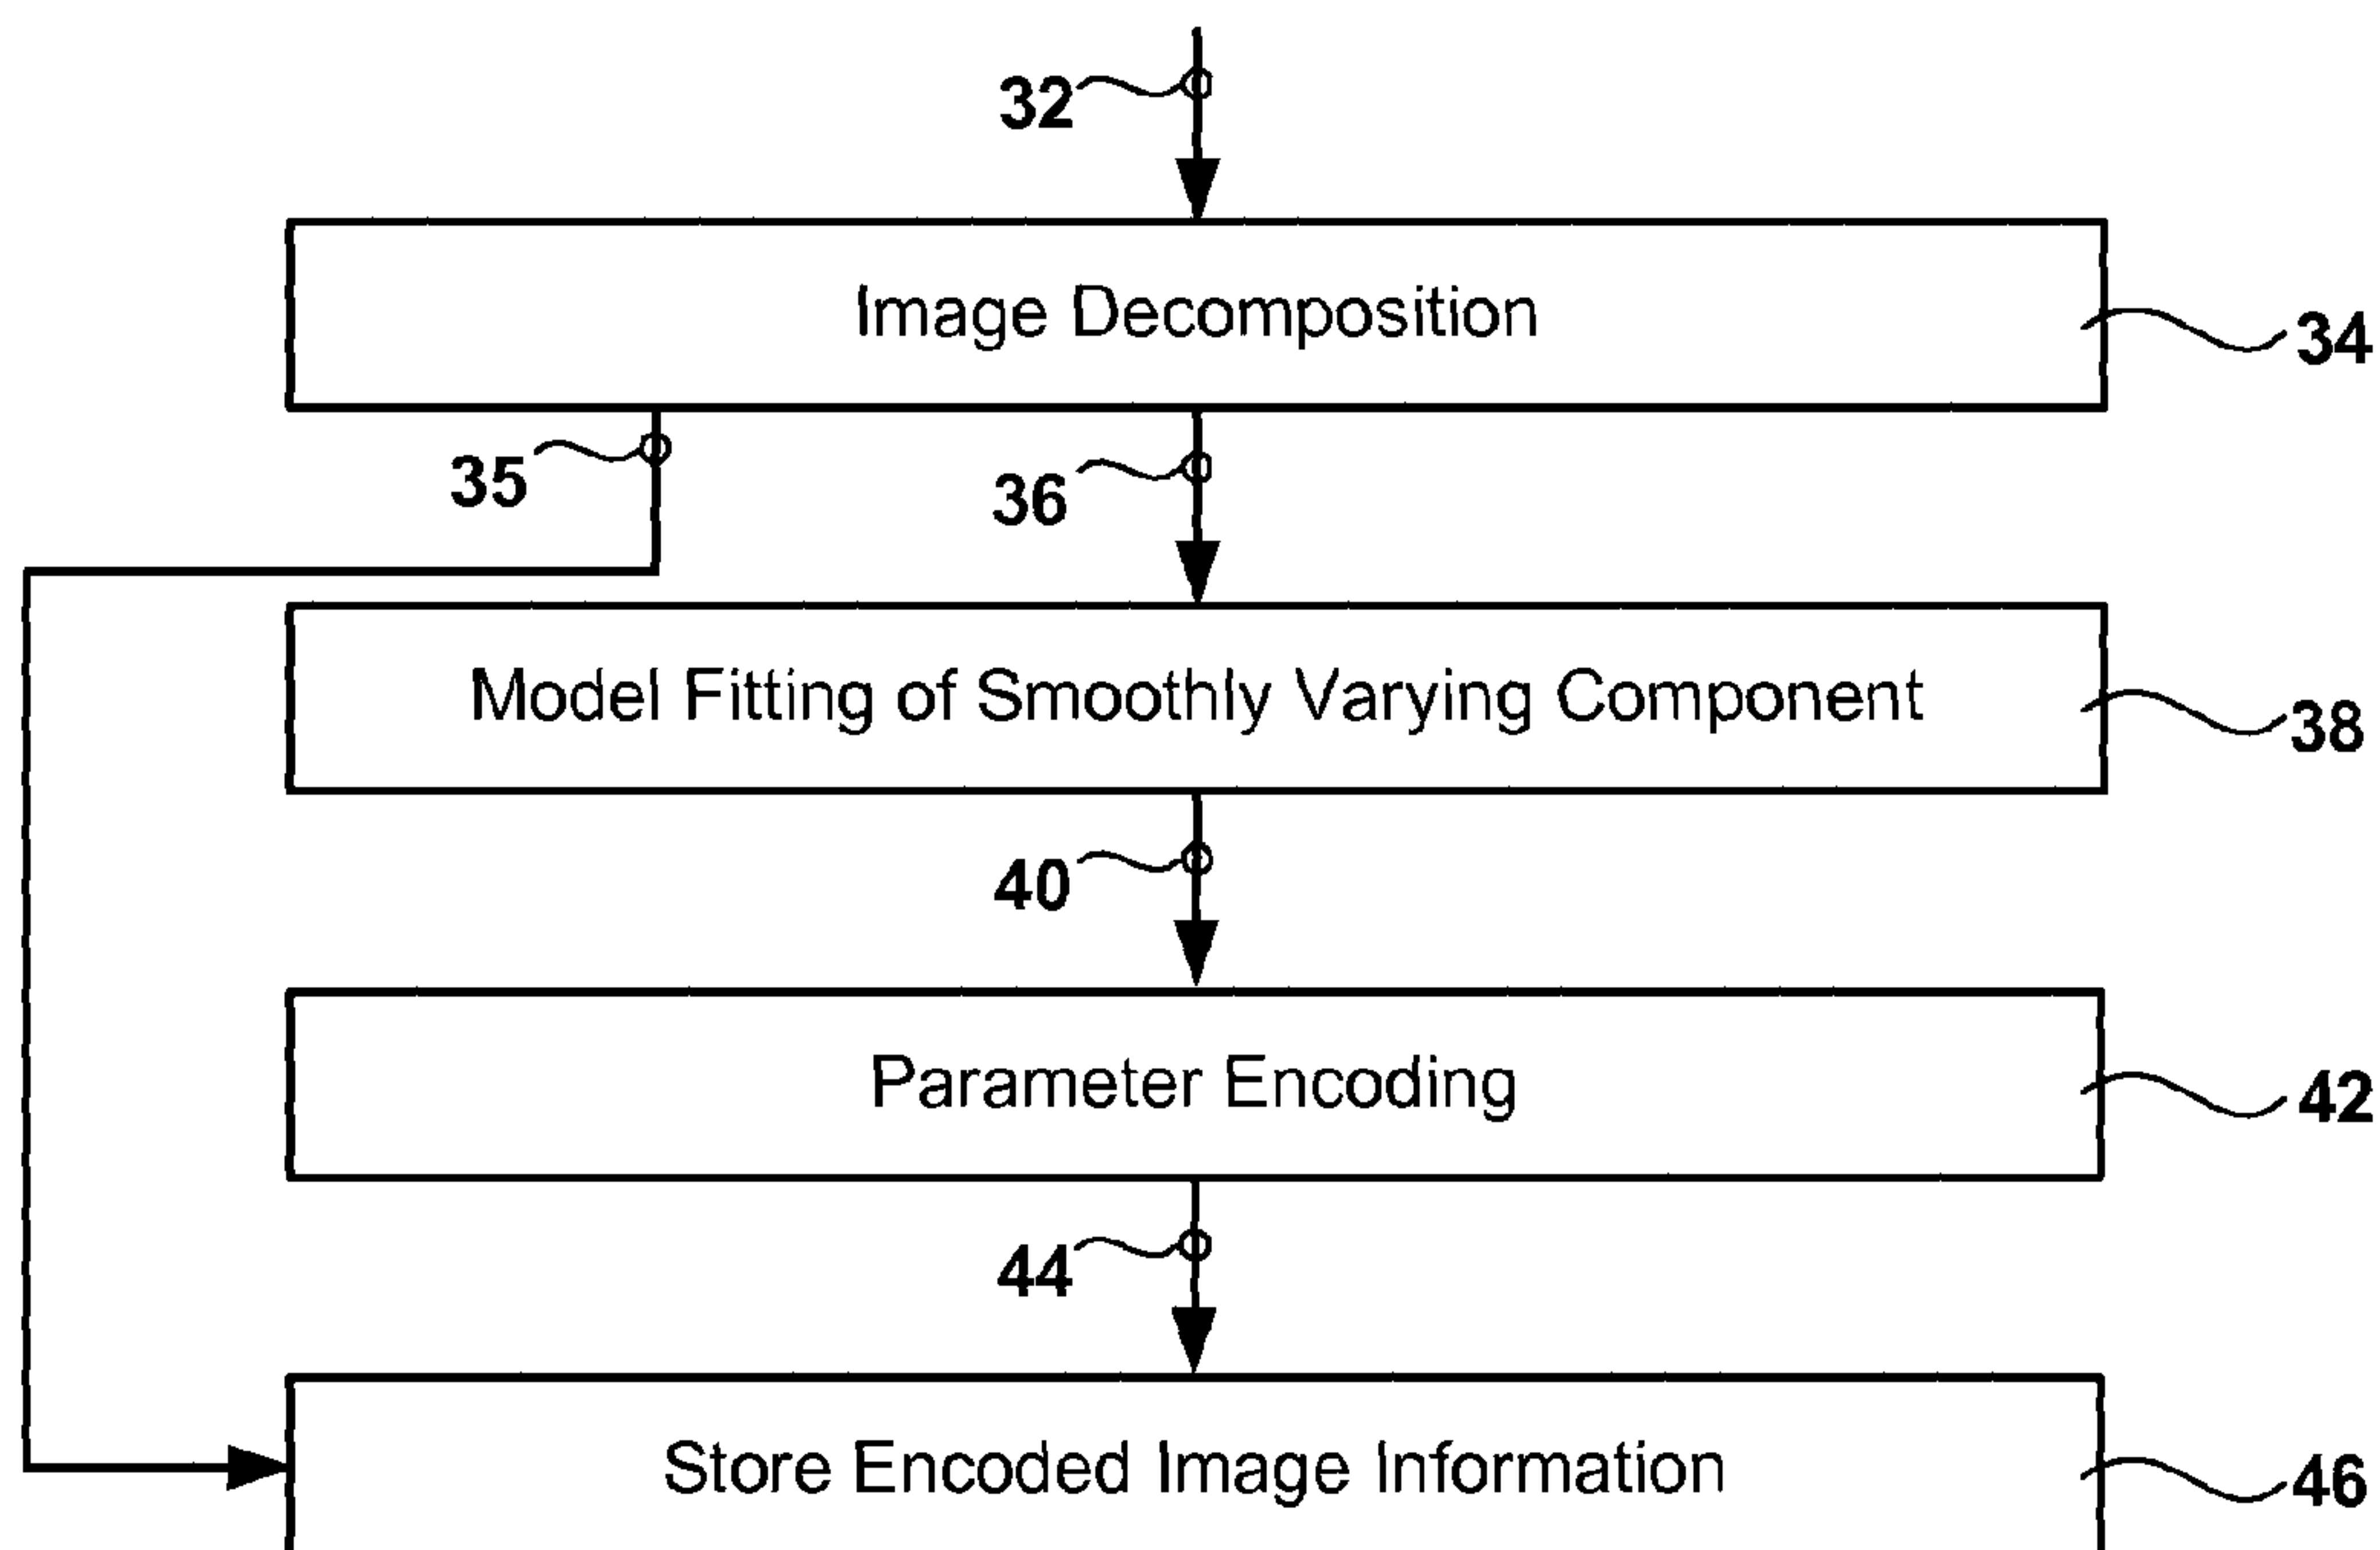 32
Image Decomposition
34
35
36
Model Fitting of Smoothly Varying Component
38
40
Parameter Encoding
42
44
Store Encoded Image Information
46